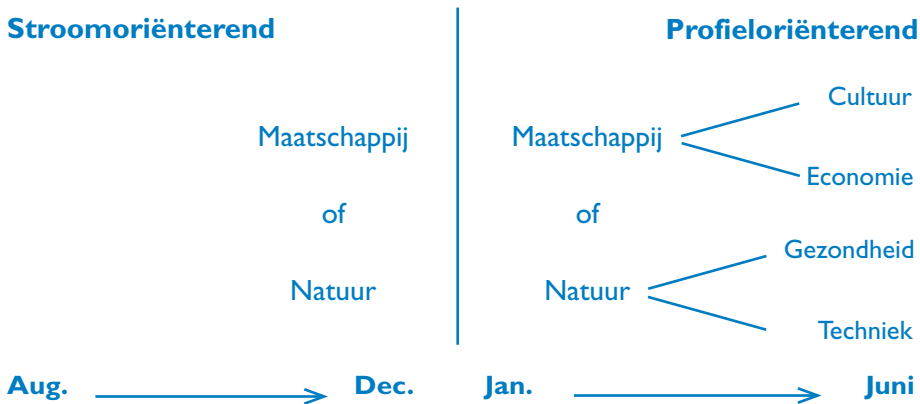 Stroomoriënterend
Maatschappij
of
Natuur
Aug.
Dec.
Profieloriënterend
Maatschappij
Cultuur
Economie
of
Natuur
Gezondheid
Techniek
Jan.
Juni